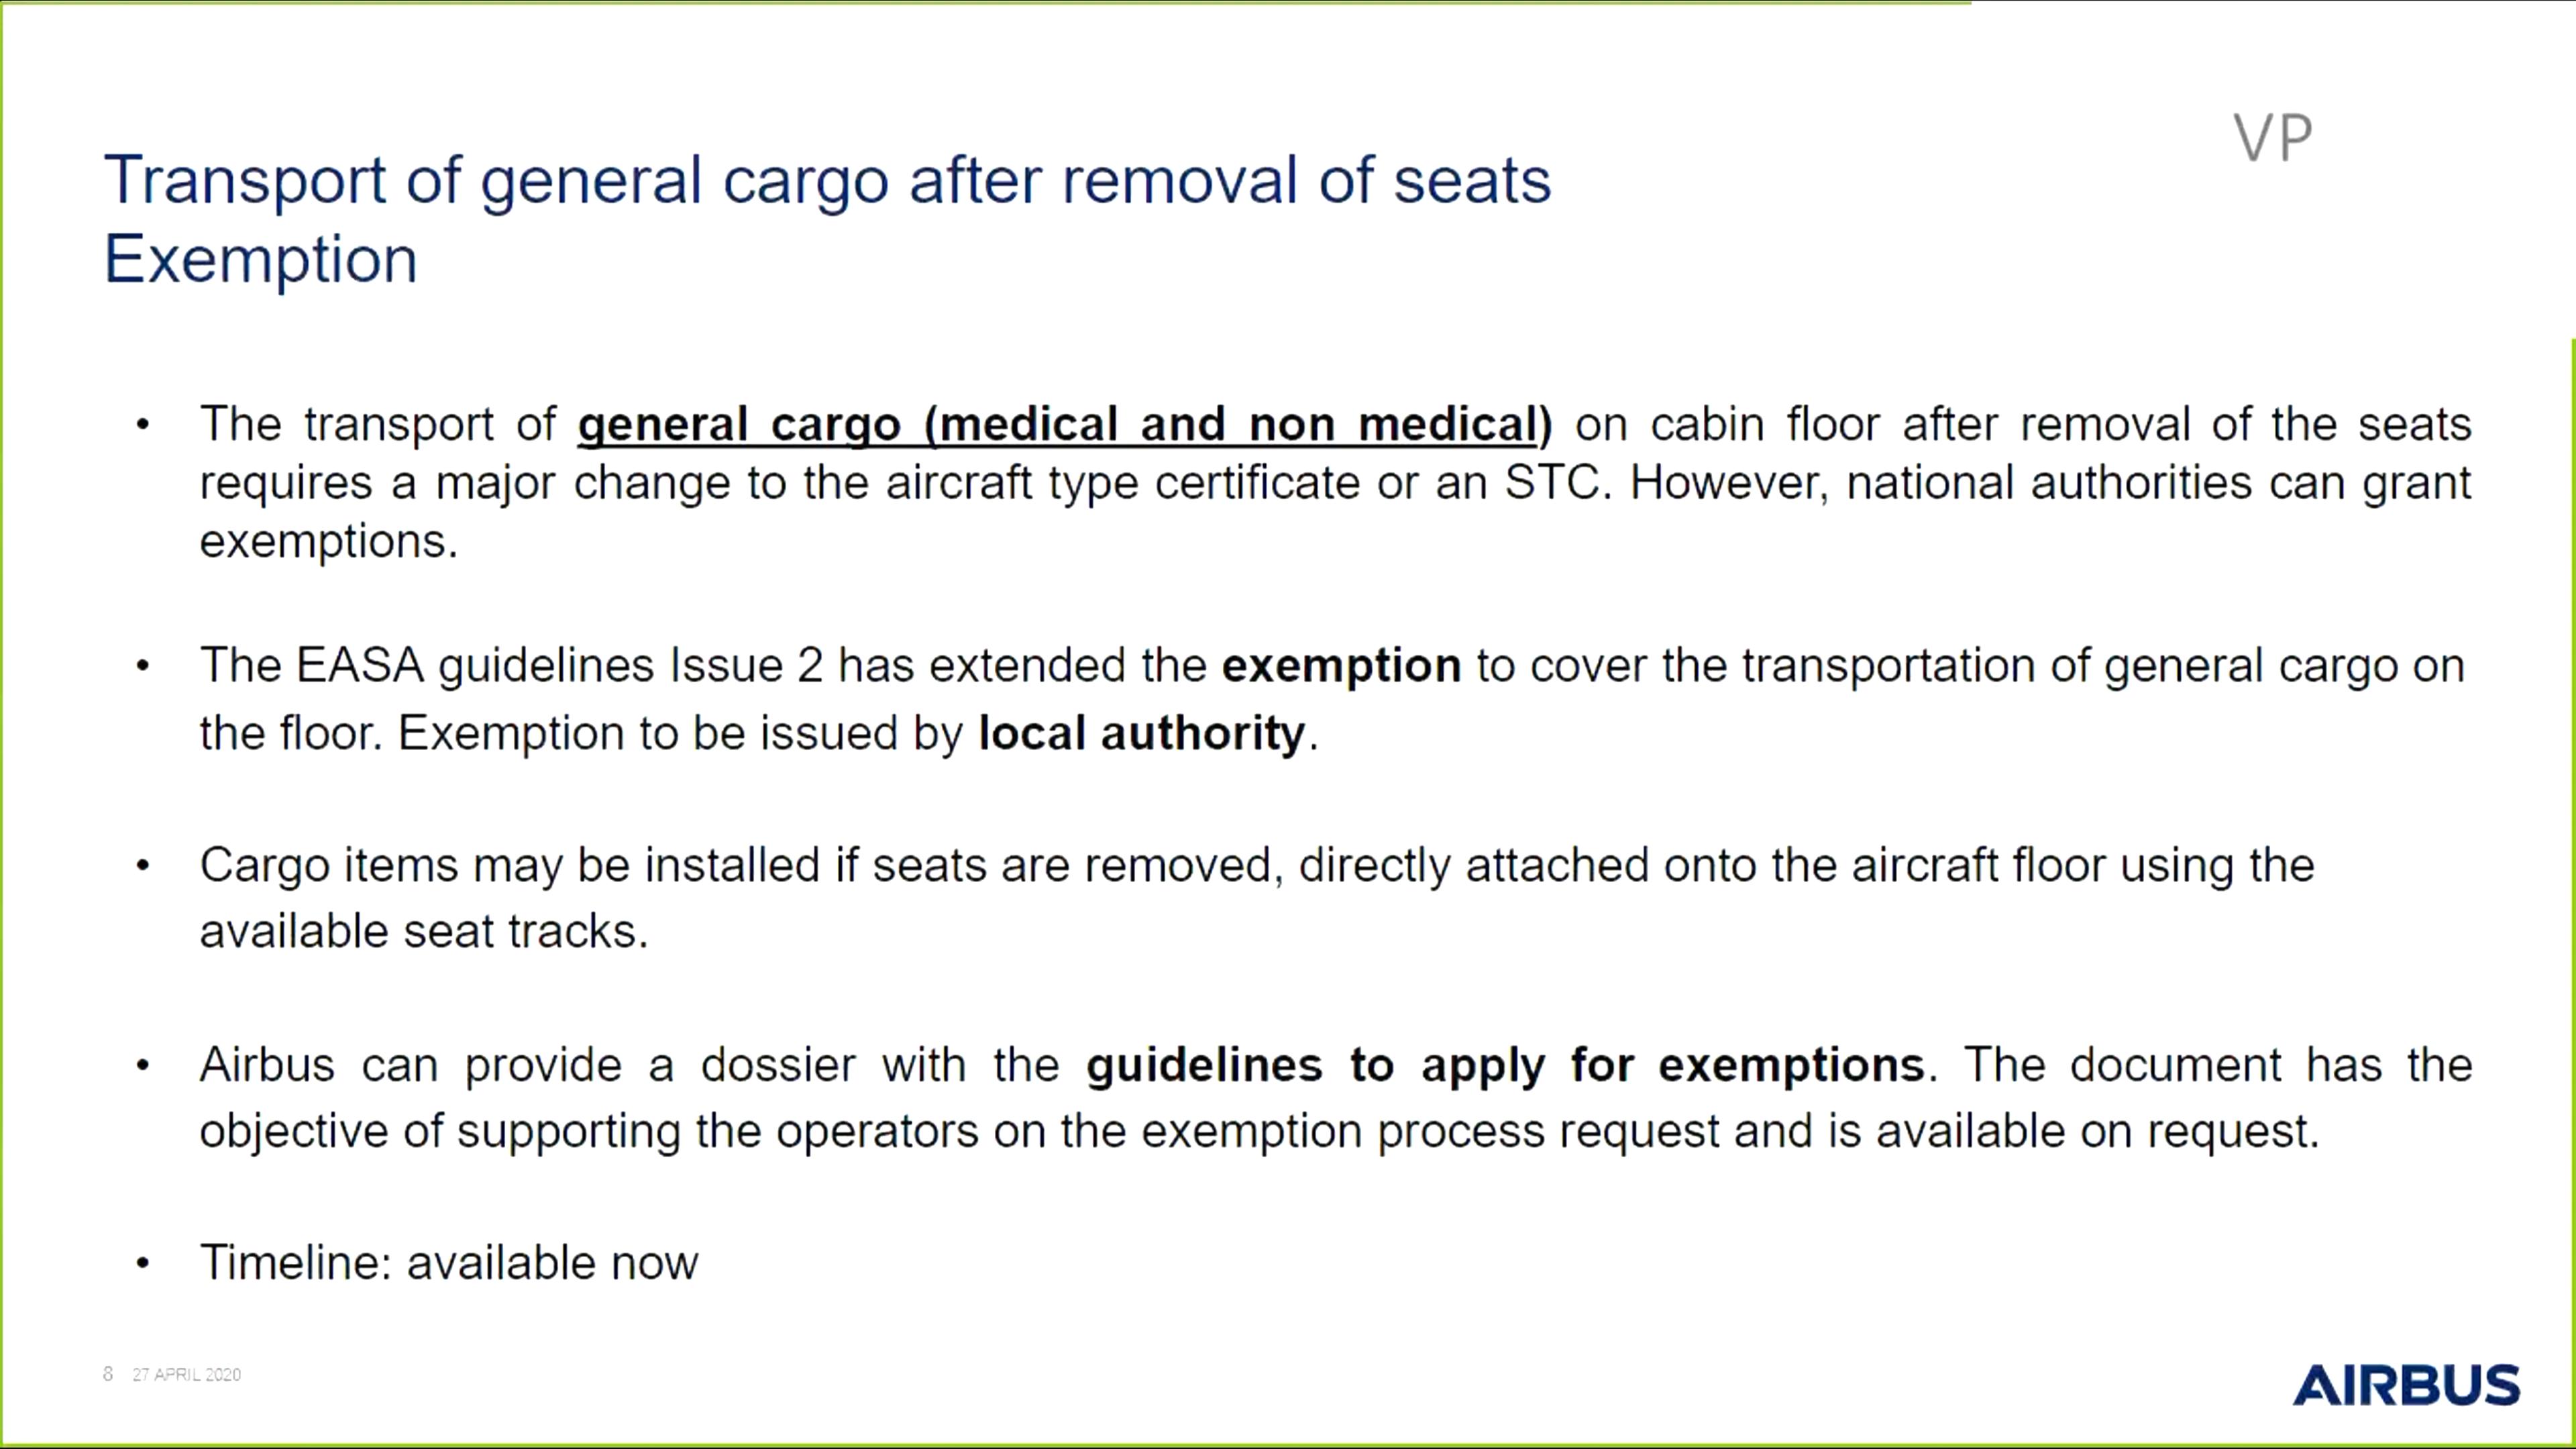 VP
Transport of general cargo after removal of seats
Exemption
• The transport of general cargo (medical and non medical) on cabin floor after removal of the seats
requires a major change to the aircraft type certificate or an STC. However, national authorities can grant
exemptions.
• The EASA guidelines Issue 2 has extended the exemption to cover the transportation of general cargo on
the floor. Exemption to be issued by local authority.
• Cargo items may be installed if seats are removed, directly attached onto the aircraft floor using the
available seat tracks.
• Airbus can provide a dossier with the guidelines to apply for exemptions. The document has the
objective of supporting the operators on the exemption process request and is available on request.
• Timeline: available now
8 27 APRIL 2020
AIRBUS